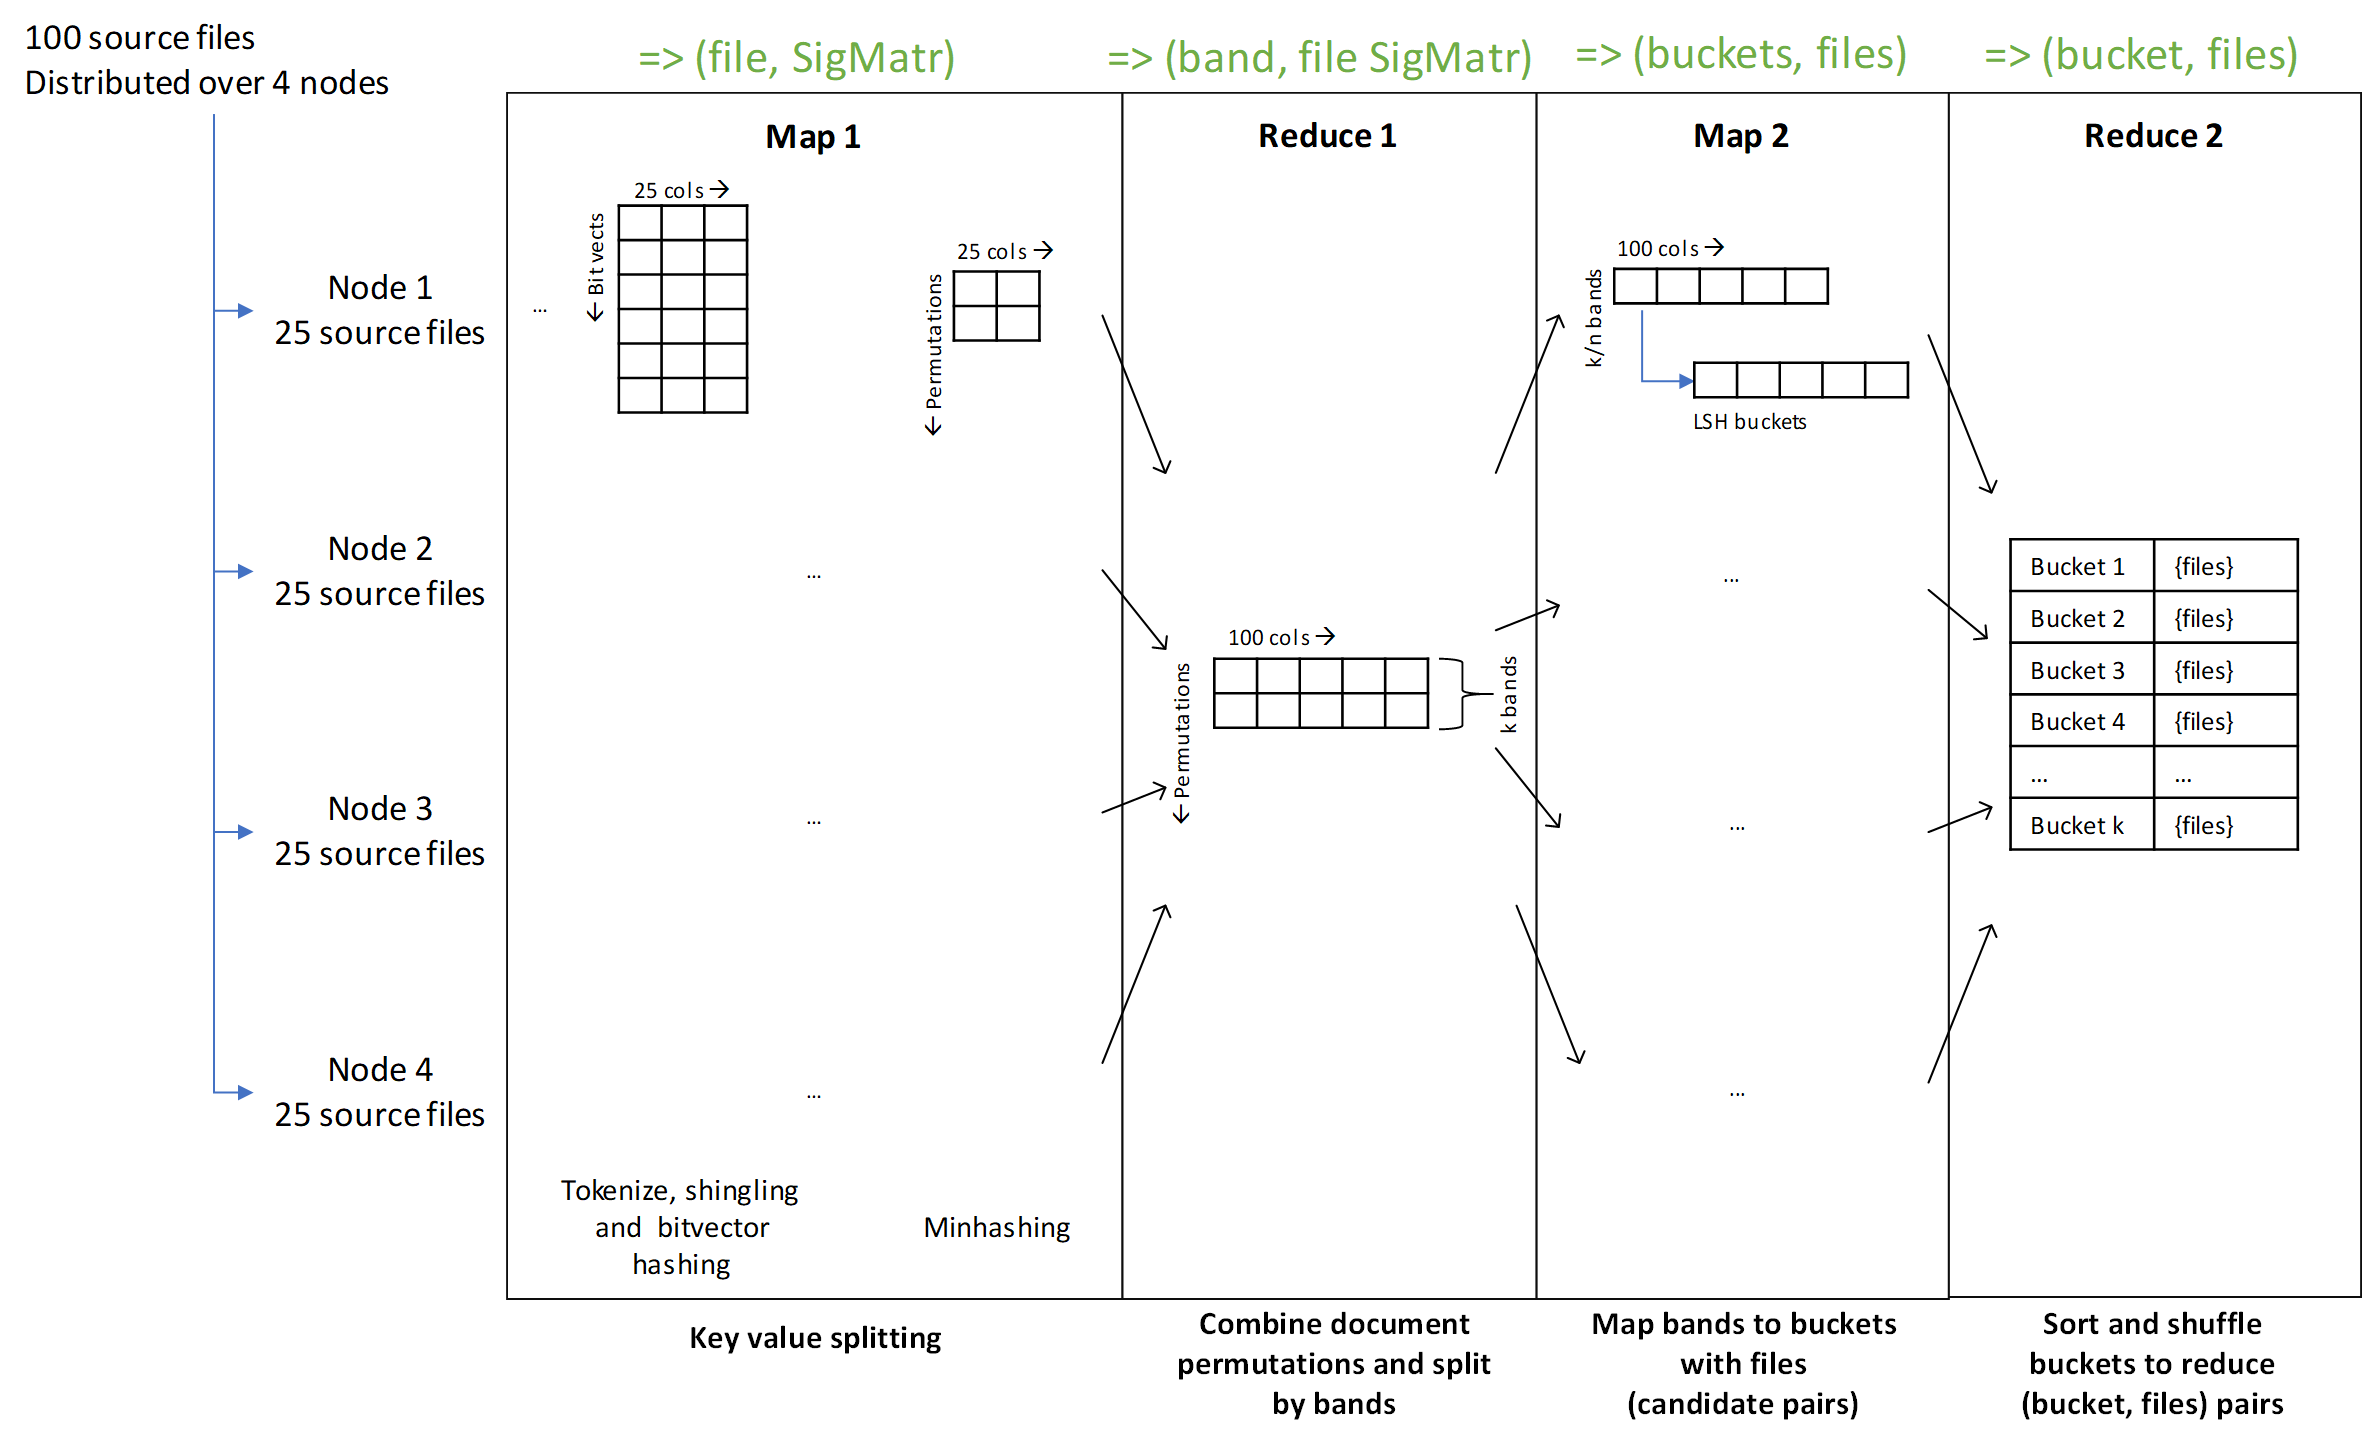 100 source files
Distributed over 4 nodes
=> (file, SigMatr)
=> (band, file SigMatr)
=> (buckets, files)
=> (bucket, files)
Map 1
Reduce 1
Map 2
Reduce 2
Node 1
25 source files
...
25 cols →
← Bitvects
25 cols →
← Permutations
100 cols →
k/n bands
LSH buckets
Node 2
25 source files
...
...
100 cols →
← Permutations
k bands
Bucket 1 {files}
Bucket 2 {files}
Bucket 3 {files}
Bucket 4 {files}
... ...
Bucket k {files}
Node 3
25 source files
...
...
Node 4
25 source files
...
...
Tokenize, shingling
and bitvector
hashing
Minhashing
Key value splitting
Combine document
permutations and split
by bands
Map bands to buckets
with files
(candidate pairs)
Sort and shuffle
buckets to reduce
(bucket, files) pairs